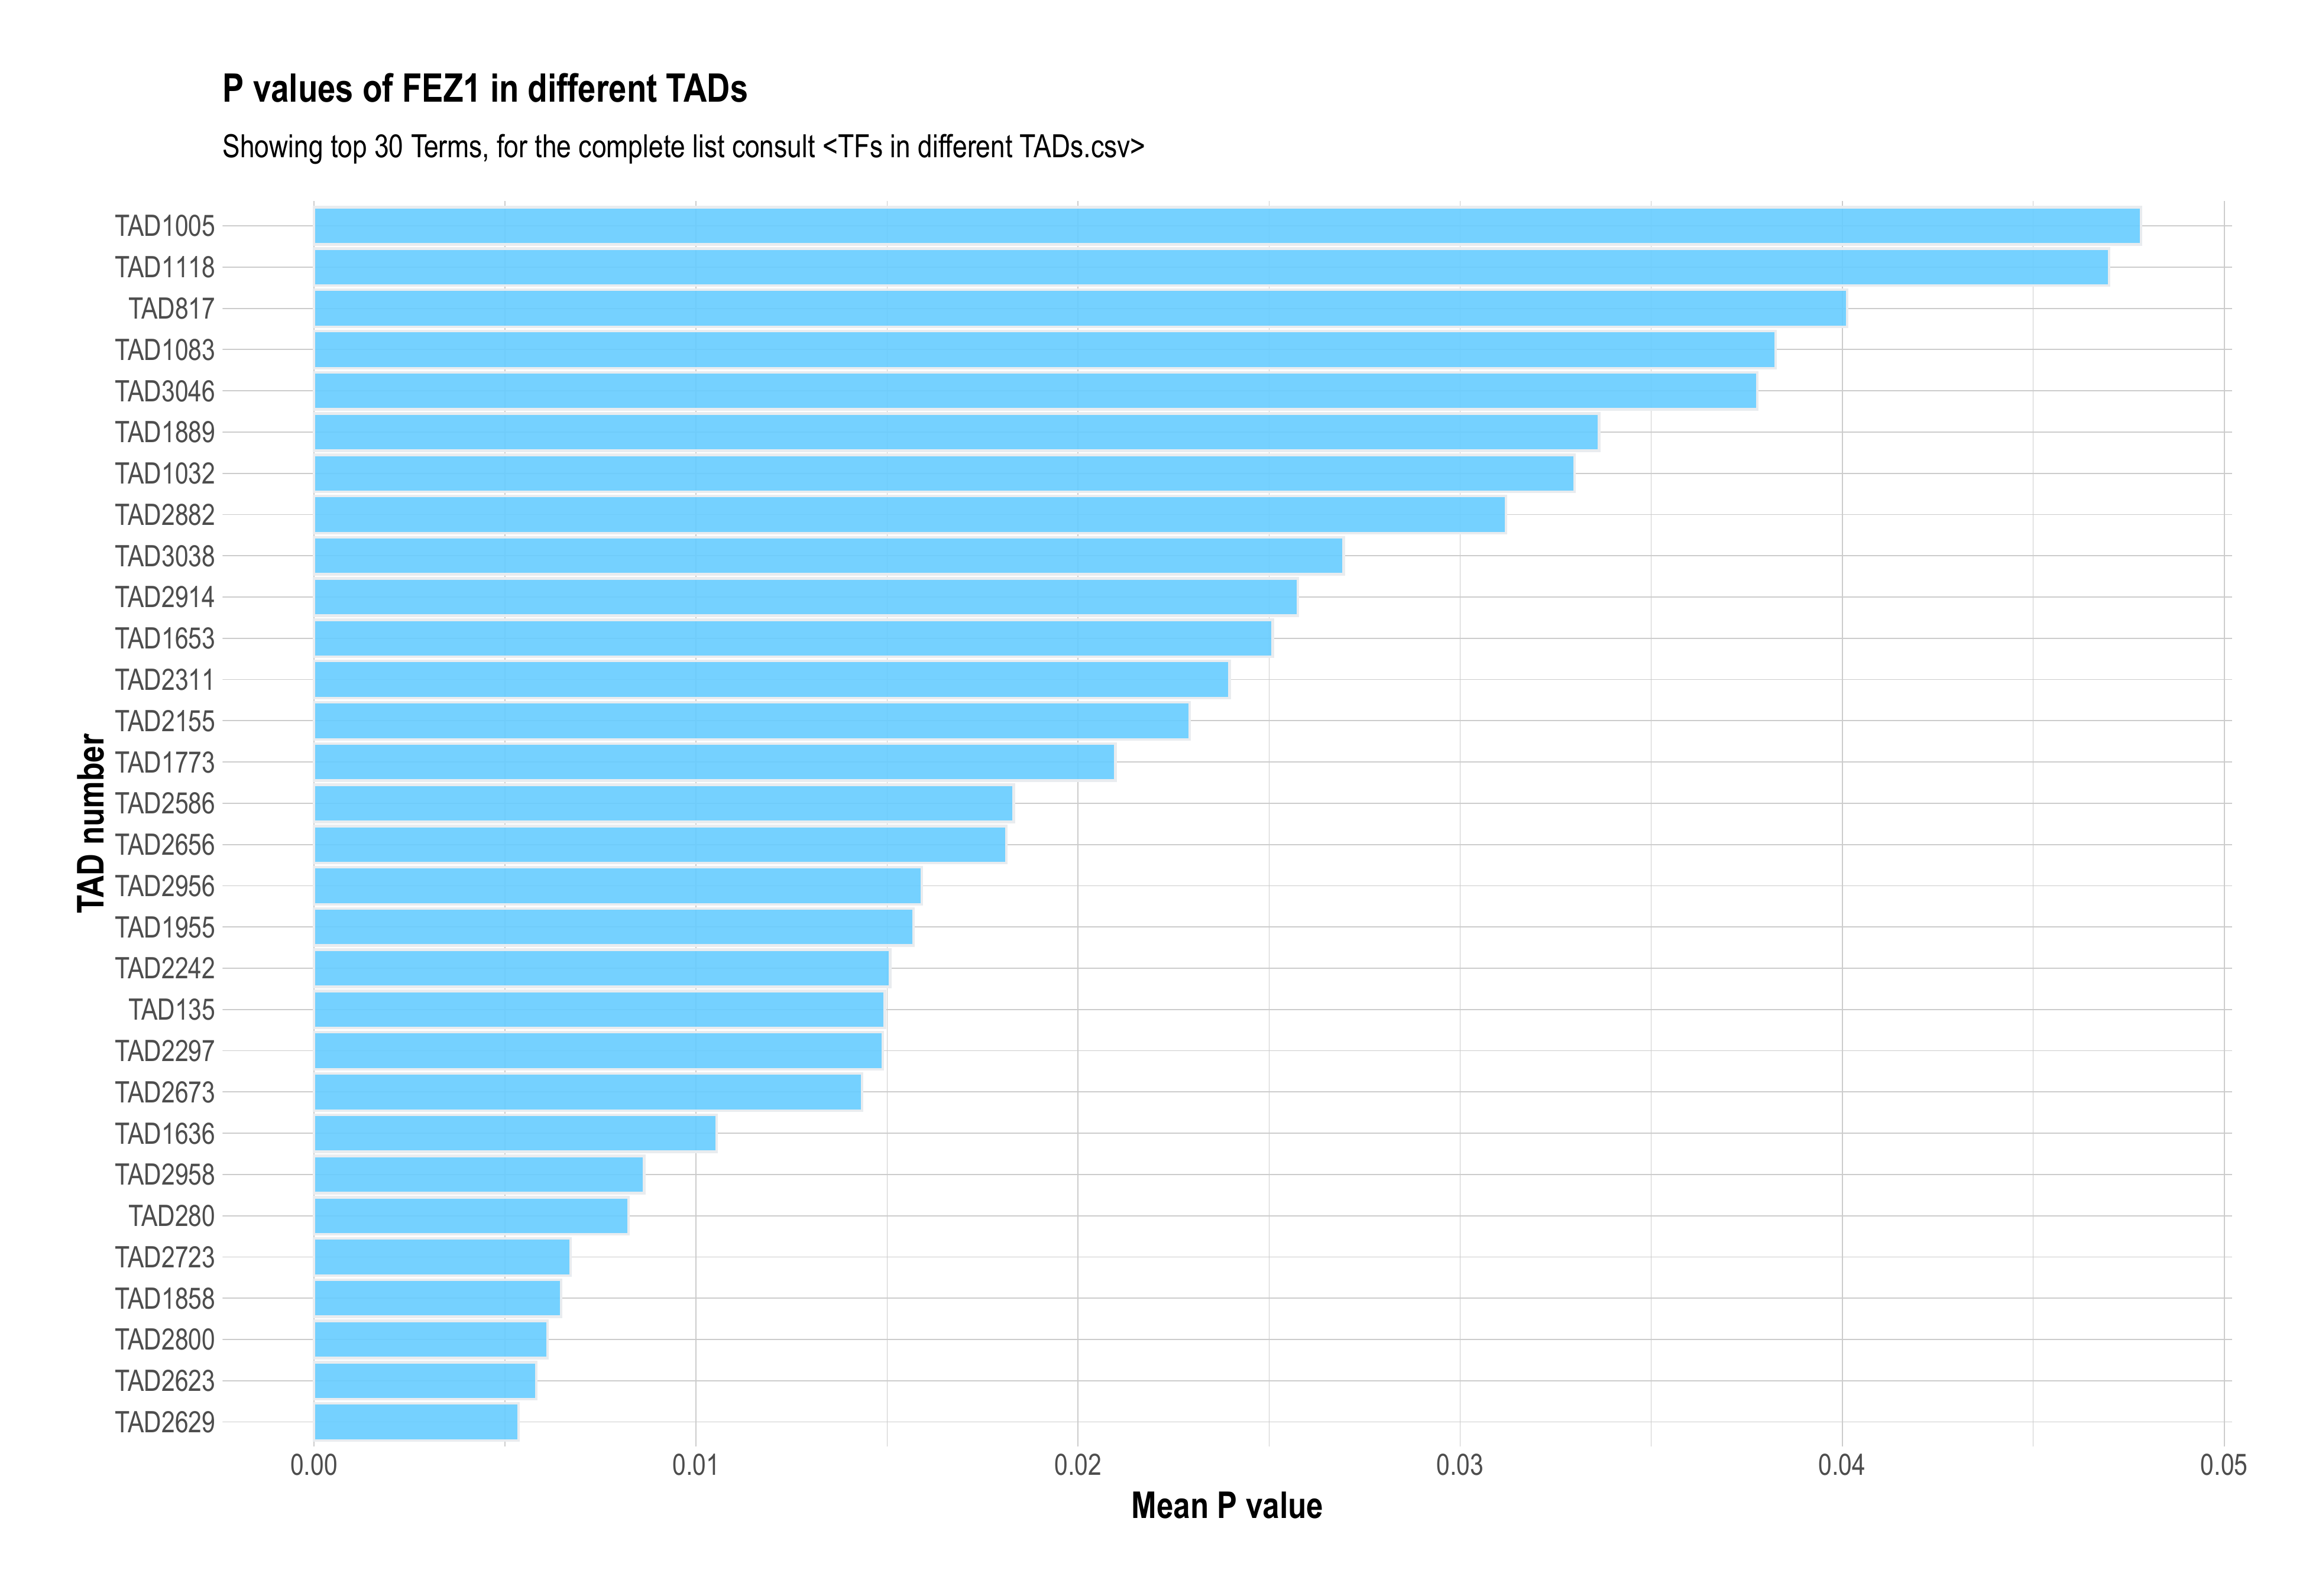 P values of FEZ1 in different TADs
Showing top 30 Terms, for the complete list consult <TFs in different TADs.csv>
TAD number
TAD1005
TAD1118
TAD817
TAD1083
TAD3046
TAD1889
TAD1032
TAD2882
TAD3038
TAD2914
TAD1653
TAD2311
TAD2155
TAD1773
TAD2586
TAD2656
TAD2956
TAD1955
TAD2242
TAD135
TAD2297
TAD2673
TAD1636
TAD2958
TAD280
TAD2723
TAD1858
TAD2800
TAD2623
TAD2629
0.00 0.01 0.02 0.03 0.04 0.05
Mean P value